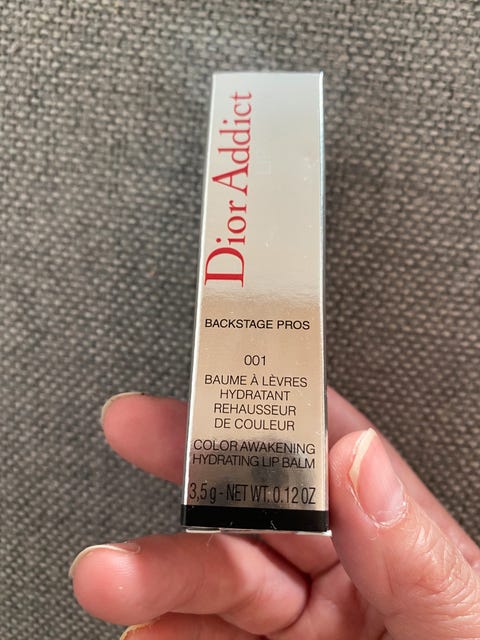 Dior Addict
BACKSTAGE PROS
001
BAUME À LÈVRES
HYDRATANT
REHAUSSEUR
DE COULEUR
COLOR AWAKENING
HYDRATING LIP BALM
3,5 g - NET WT. 0.12 OZ